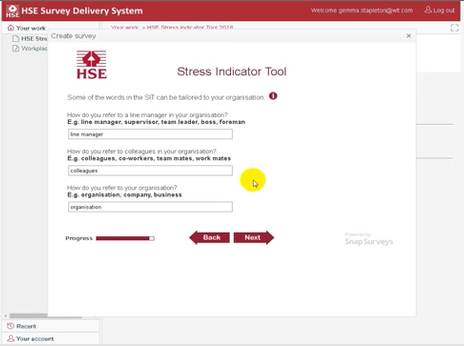 HSE Survey Delivery System
Welcome gemma.stapleton@wit.com
Log out
Your work
Your work > HSE Stress Indicator Tool 2018
HSE Stre
Workplac
Create survey
×
HSE
HSE
Stress Indicator Tool
Some of the words in the SIT can be tailored to your organisation.
How do you refer to a line manager in your organisation?
E.g. line manager, supervisor, team leader, boss, foreman
line manager
How do you refer to colleagues in your organisation?
E.g. colleagues, co-workers, team mates, work mates
colleagues
How do you refer to your organisation?
E.g. organisation, company, business
organisation
Progress
Back
Next
Powered by
Snap Surveys
Recent
Your account